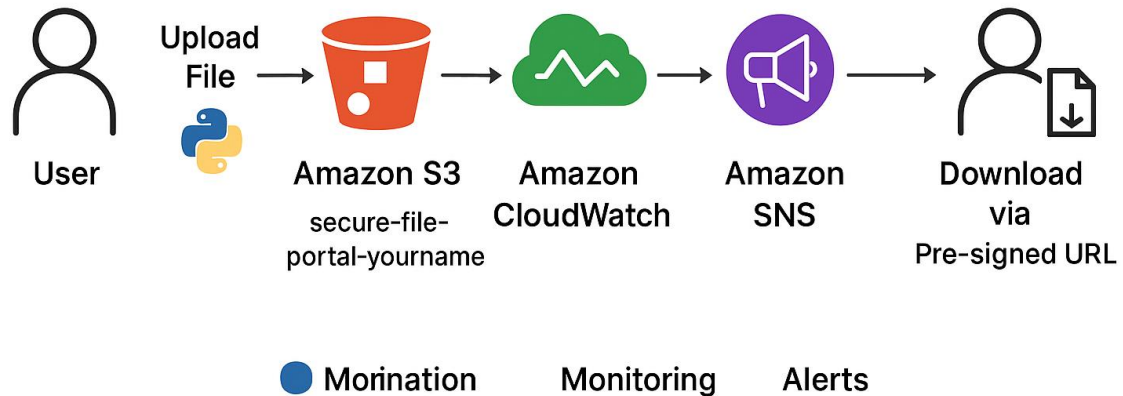 Upload
File
User
Amazon S3
secure-file-
portal-yourname
Amazon
CloudWatch
Amazon
SNS
Download
via
Pre-signed URL
Morination
Monitoring
Alerts